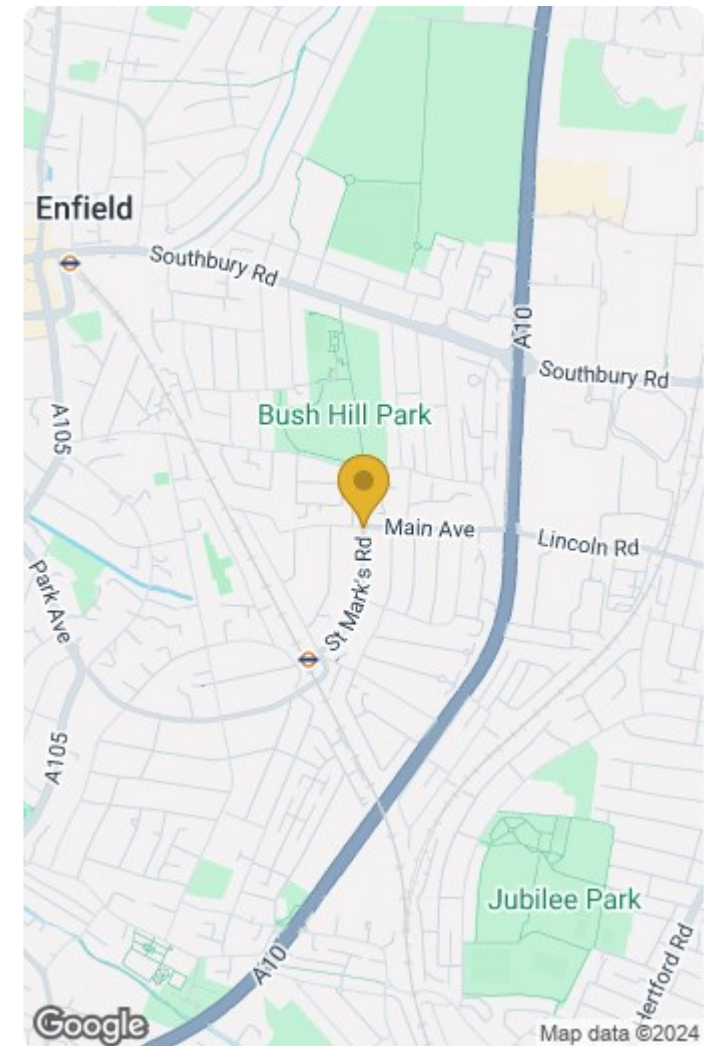 Enfield
Southbury Rd
A10
Southbury Rd
A105
Bush Hill Park
Main Ave
Lincoln Rd
St Mark's Rd
Park Ave
A105
Jubilee Park
Hertford Rd
A10
Google
Map data ©2024